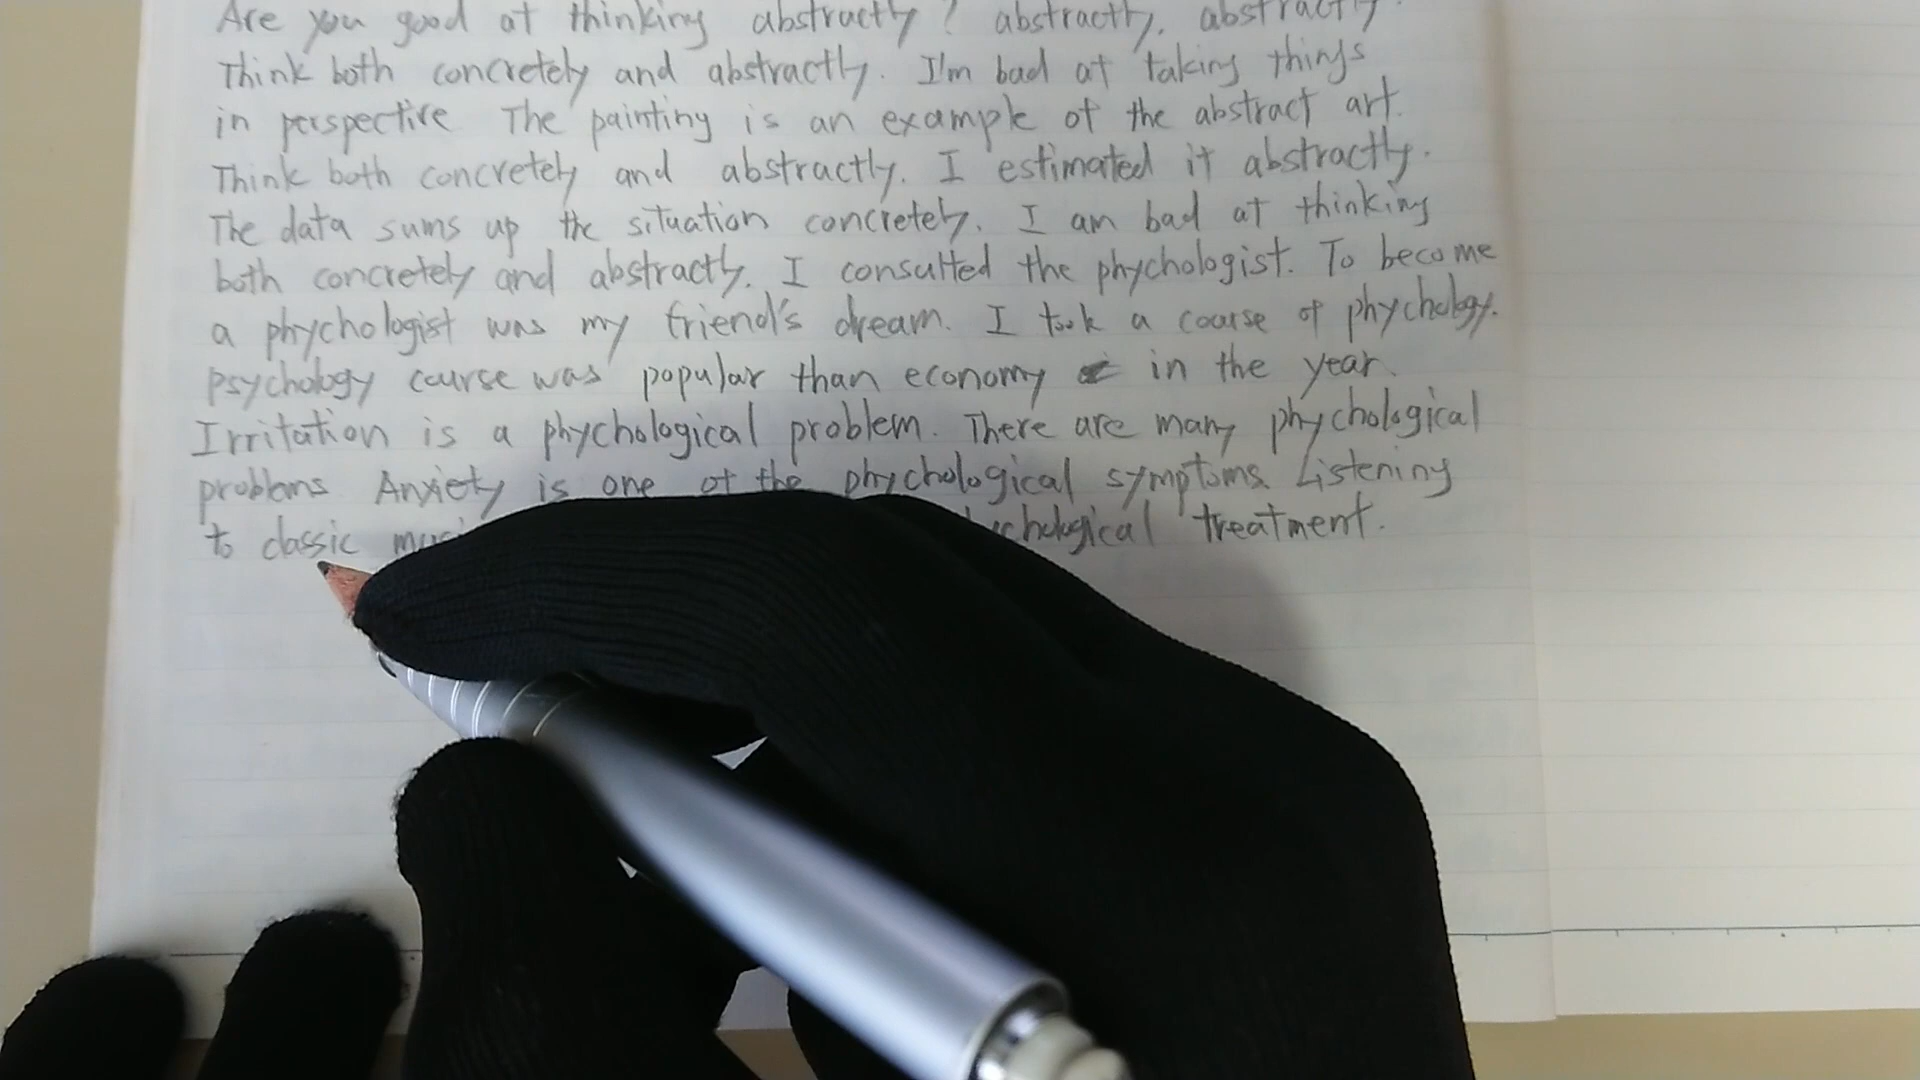 Are you good at thinking abstractly? abstractly. abstractly.
Think both concretely and abstractly. I'm bad at taking things
in perspective The painting is an example of the abstract art.
Think both concretely and abstractly. I estimated it abstractly.
The data sums up the situation concretely. I am bad at thinking
both concretely and abstractly. I consulted the phychologist. To become
a phychologist was my friend's dream. I took a course of phychology.
psychology course was popular than economy in the year.
Irritation is a phychological problem. There are many phychological
problems Anxiety is one of the phychological symptoms. Listening
to classic treatment.